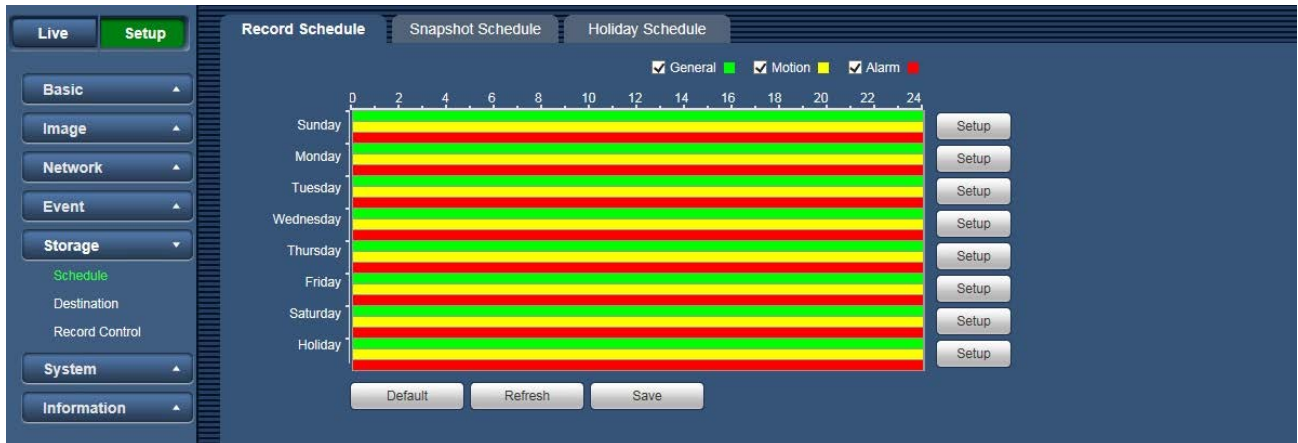 Live Setup
Basic
Image
Network
Event
Storage
Schedule
Destination
Record Control
System
Information
Record Schedule Snapshot Schedule Holiday Schedule
General Motion Alarm
0 2 4 6 8 10 12 14 16 18 20 22 24
Sunday Setup
Monday Setup
Tuesday Setup
Wednesday Setup
Thursday Setup
Friday Setup
Saturday Setup
Holiday Setup
Default Refresh Save